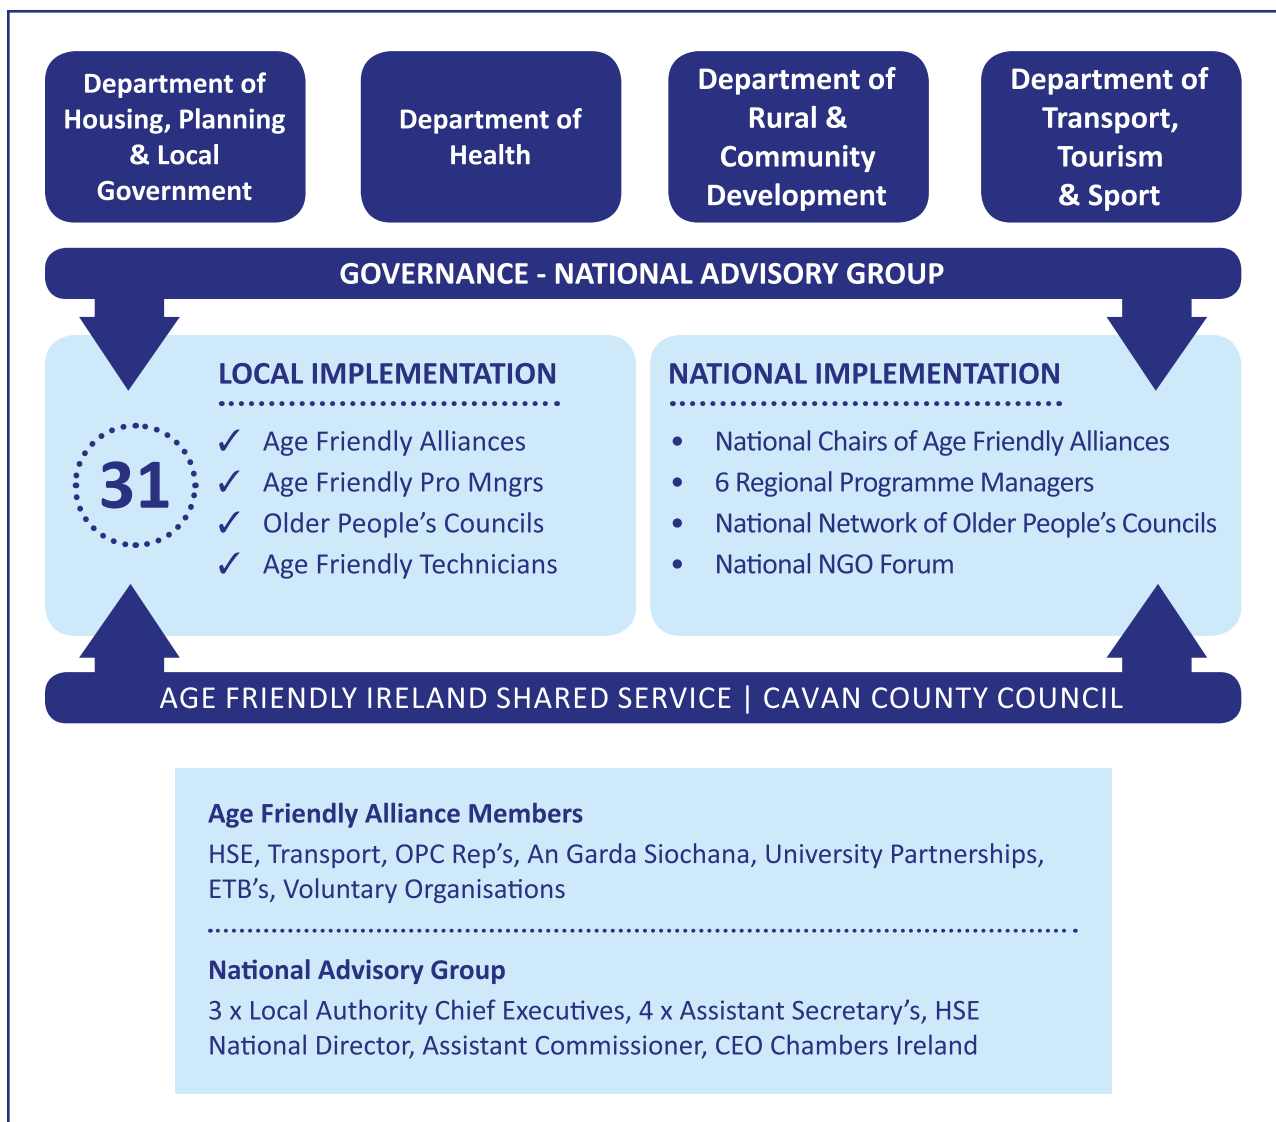 Department of
Housing, Planning
& Local
Government
Department of
Health
Department of
Rural &
Community
Development
Department of
Transport,
Tourism
& Sport
GOVERNANCE - NATIONAL ADVISORY GROUP
LOCAL IMPLEMENTATION
31
✓ Age Friendly Alliances
✓ Age Friendly Pro Mngrs
✓ Older People’s Councils
✓ Age Friendly Technicians
NATIONAL IMPLEMENTATION
• National Chairs of Age Friendly Alliances
• 6 Regional Programme Managers
• National Network of Older People’s Councils
• National NGO Forum
AGE FRIENDLY IRELAND SHARED SERVICE | CAVAN COUNTY COUNCIL
Age Friendly Alliance Members
HSE, Transport, OPC Rep’s, An Garda Siochana, University Partnerships,
ETB’s, Voluntary Organisations
National Advisory Group
3 x Local Authority Chief Executives, 4 x Assistant Secretary’s, HSE
National Director, Assistant Commissioner, CEO Chambers Ireland